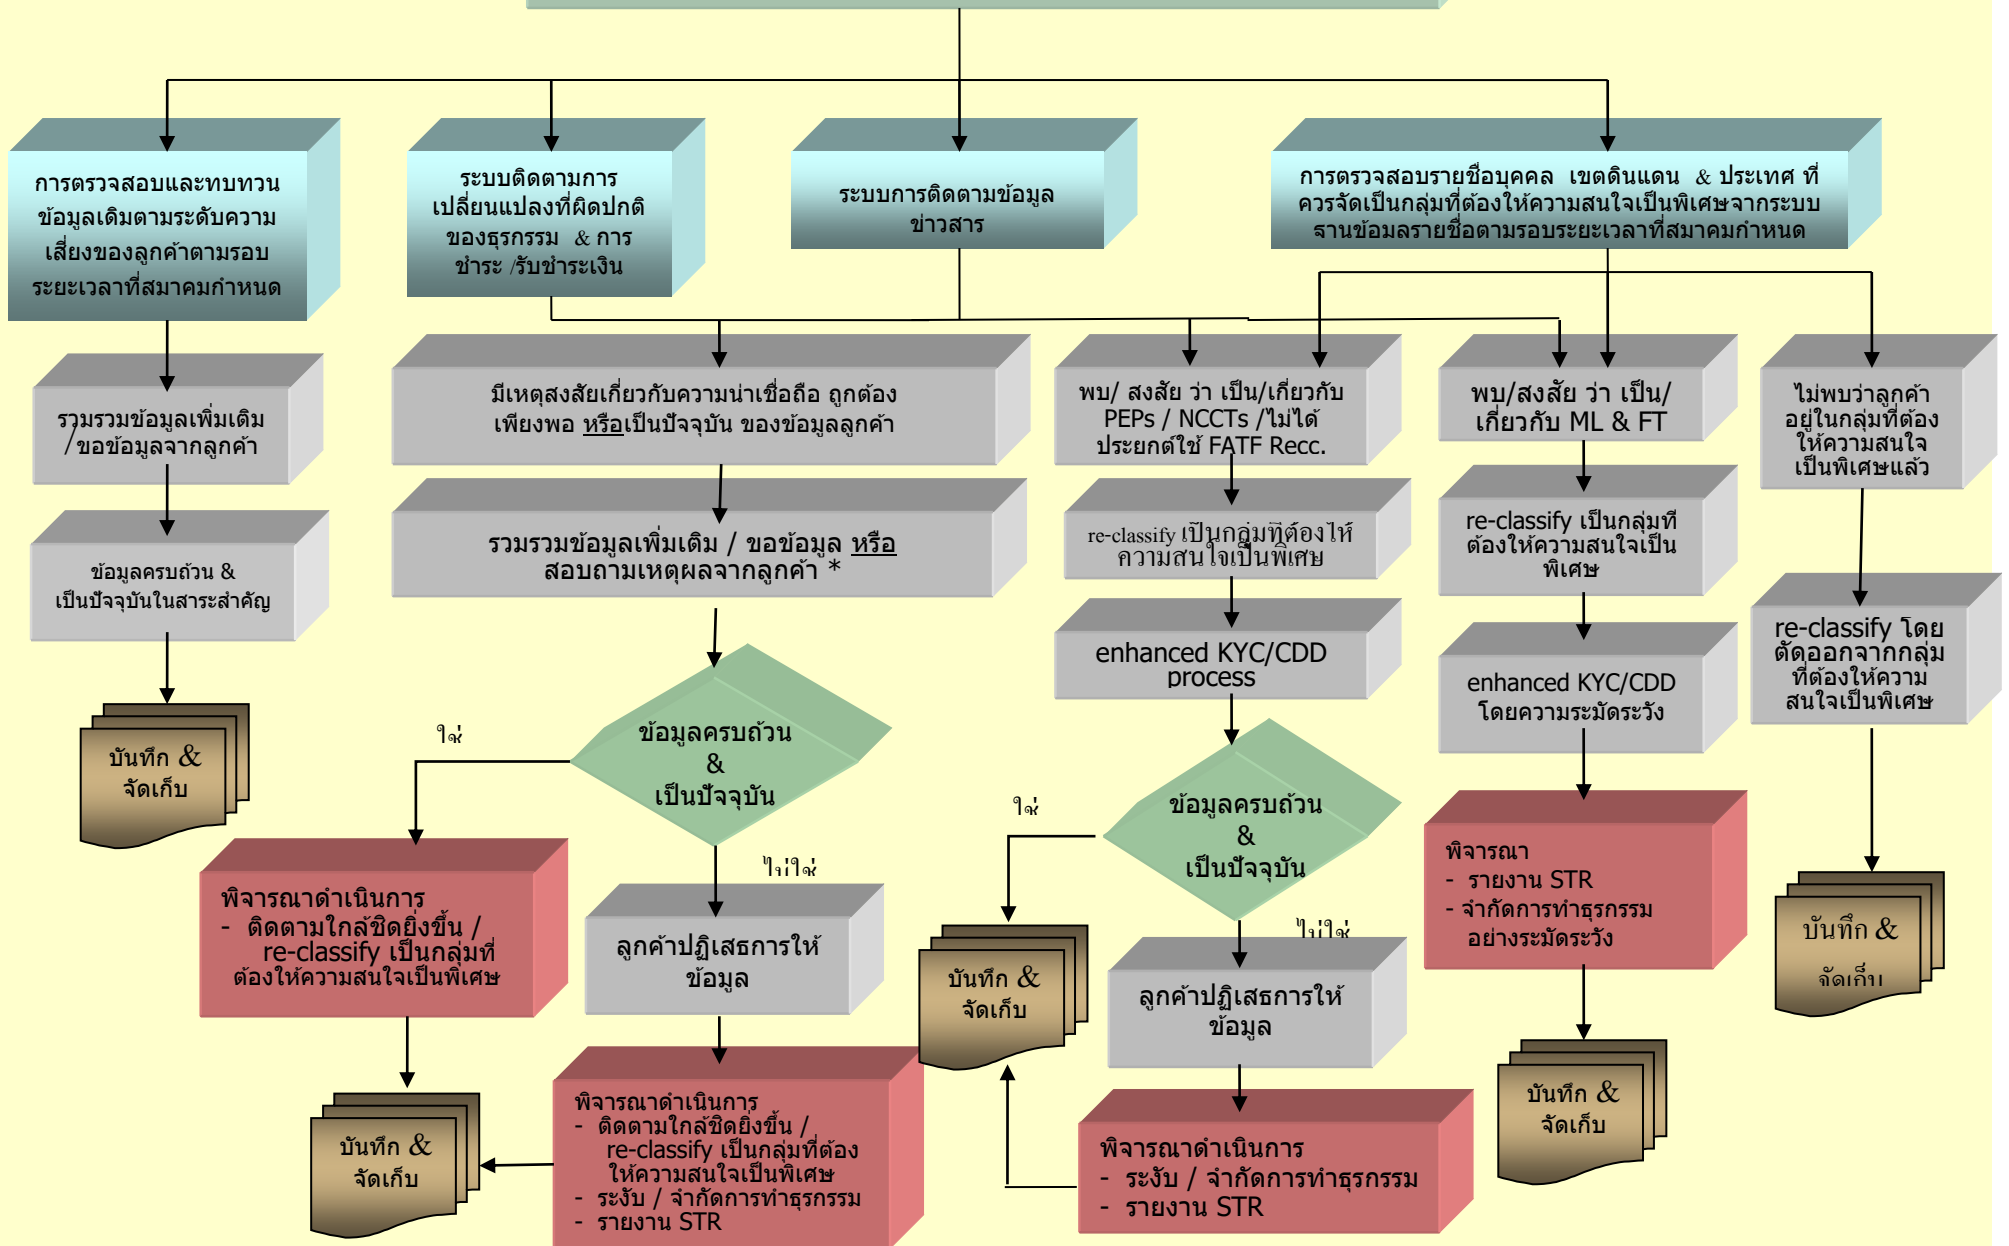 การตรวจสอบและทบทวน
ข้อมูลเดิมตามระดับความ
เสี่ยงของลูกค้าตามรอบ
ระยะเวลาที่สมาคมกำหนด
ระบบติดตามการ
เปลี่ยนแปลงที่ผิดปกติ
ของธุรกรรม & การ
ชำระ /รับชำระเงิน
ระบบการติดตามข้อมูล
ข่าวสาร
การตรวจสอบรายชื่อบุคคล เขตดินแดน & ประเทศ ที่
ควรจัดเป็นกลุ่มที่ต้องให้ความสนใจเป็นพิเศษจากระบบ
ฐานข้อมูลรายชื่อตามรอบระยะเวลาที่สมาคมกำหนด
รวมรวมข้อมูลเพิ่มเติม
/ขอข้อมูลจากลูกค้า
มีเหตุสงสัยเกี่ยวกับความน่าเชื่อถือ ถูกต้อง
เพียงพอ หรือเป็นปัจจุบัน ของข้อมูลลูกค้า
พบ/ สงสัย ว่า เป็น/เกี่ยวกับ
PEPs / NCCTs /ไม่ได้
ประยุกต์ใช้ FATF Recc.
พบ/สงสัย ว่า เป็น/
เกี่ยวกับ ML & FT
ไม่พบว่าลูกค้า
อยู่ในกลุ่มที่ต้อง
ให้ความสนใจ
เป็นพิเศษแล้ว
ข้อมูลครบถ้วน &
เป็นปัจจุบันในสาระสำคัญ
รวมรวมข้อมูลเพิ่มเติม / ขอข้อมูล หรือ
สอบถามเหตุผลจากลูกค้า *
re-classify เป็นกลุ่มที่ต้องให้
ความสนใจเป็นพิเศษ
re-classify เป็นกลุ่มที่
ต้องให้ความสนใจเป็น
พิเศษ
enhanced KYC/CDD
process
enhanced KYC/CDD
โดยความระมัดระวัง
re-classify โดย
ตัดออกจากกลุ่ม
ที่ต้องให้ความ
สนใจเป็นพิเศษ
บันทึก &
จัดเก็บ
ใช่
ข้อมูลครบถ้วน
&
เป็นปัจจุบัน
ไม่ใช่
ใช่
ข้อมูลครบถ้วน
&
เป็นปัจจุบัน
ไม่ใช่
พิจารณา
- รายงาน STR
- จำกัดการทำธุรกรรม
อย่างระมัดระวัง
บันทึก &
จัดเก็บ
พิจารณาดำเนินการ
- ติดตามใกล้ชิดยิ่งขึ้น /
re-classify เป็นกลุ่มที่
ต้องให้ความสนใจเป็นพิเศษ
ลูกค้าปฏิเสธการให้
ข้อมูล
บันทึก &
จัดเก็บ
ลูกค้าปฏิเสธการให้
ข้อมูล
บันทึก &
จัดเก็บ
บันทึก &
จัดเก็บ
พิจารณาดำเนินการ
- ติดตามใกล้ชิดยิ่งขึ้น /
re-classify เป็นกลุ่มที่ต้อง
ให้ความสนใจเป็นพิเศษ
- ระงับ / จำกัดการทำธุรกรรม
- รายงาน STR
พิจารณาดำเนินการ
- ระงับ / จำกัดการทำธุรกรรม
- รายงาน STR